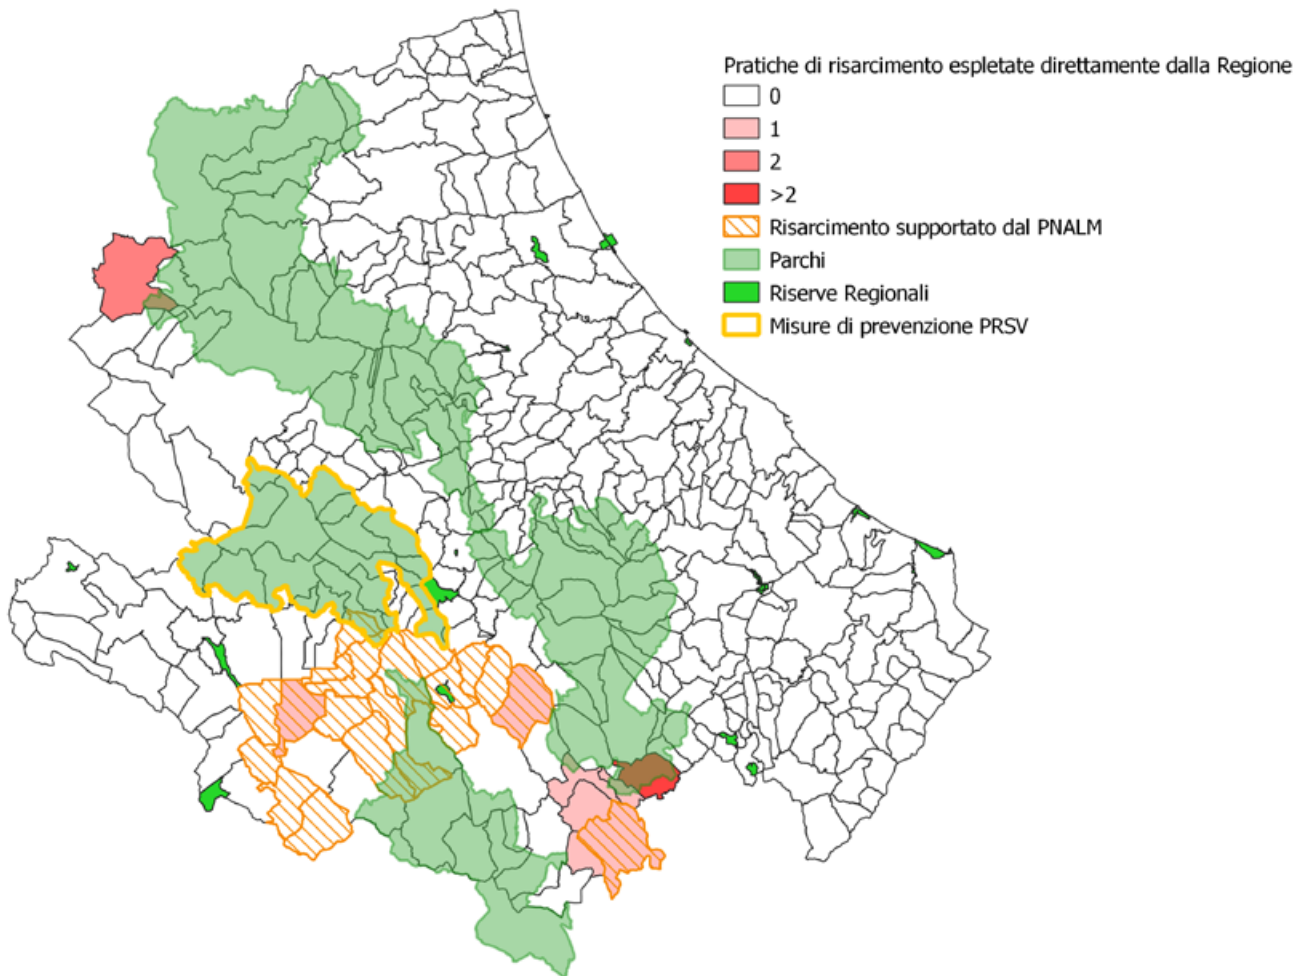 Pratiche di risarcimento espletate direttamente dalla Regione
0
1
2
>2
Risarcimento supportato dal PNALM
Parchi
Riserve Regionali
Misure di prevenzione PRSV